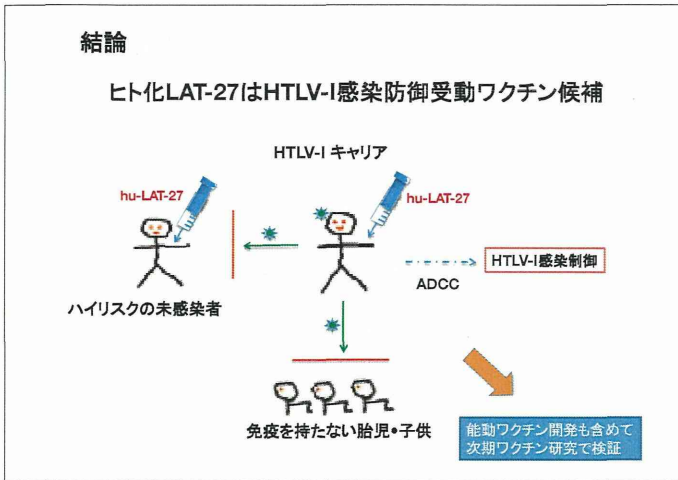 結論
ヒト化LAT-27はHTLV-I感染防御受動ワクチン候補
HTLV-I キャリア
hu-LAT-27
hu-LAT-27
HTLV-I感染制御
ADCC
ハイリスクの未感染者
免疫を持たない胎児・子供
能動ワクチン開発も含めて
次期ワクチン研究で検証